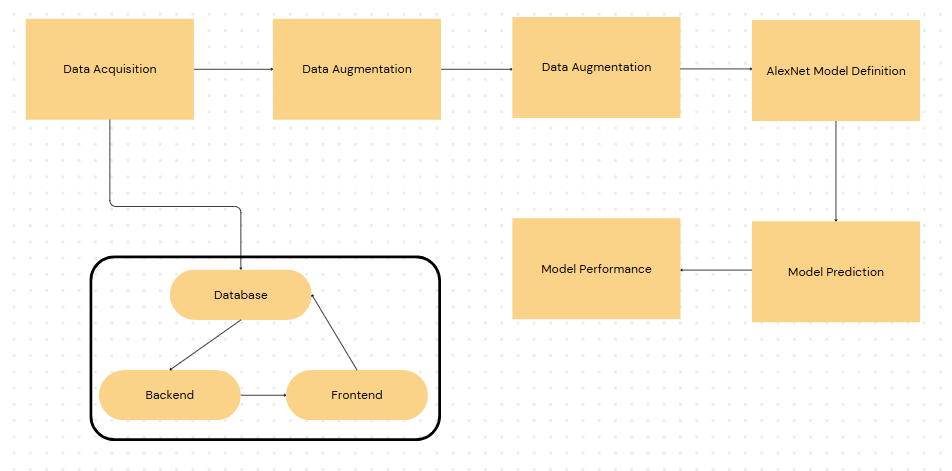 Data Acquisition
Data Augmentation
Data Augmentation
AlexNet Model Definition
Model Performance
Model Prediction
Database
Backend
Frontend